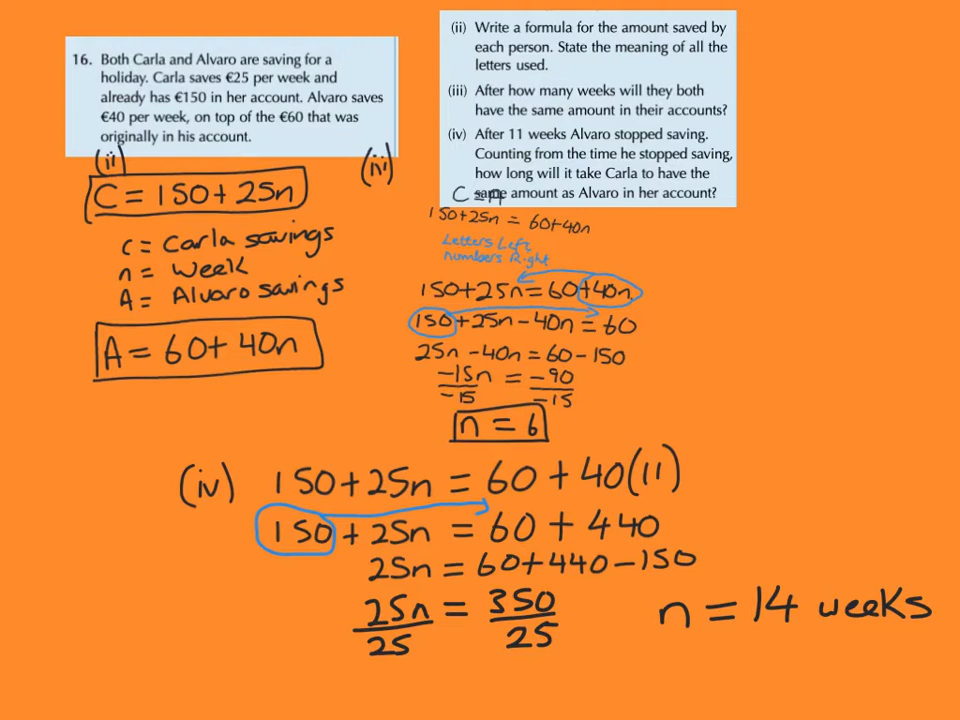 16. Both Carla and Alvaro are saving for a
holiday. Carla saves €25 per week and
already has €150 in her account. Alvaro saves
€40 per week, on top of the €60 that was
originally in his account.
(ii) Write a formula for the amount saved by
each person. State the meaning of all the
letters used.
(iii) After how many weeks will they both
have the same amount in their accounts?
(iv) After 11 weeks Alvaro stopped saving.
Counting from the time he stopped saving,
how long will it take Carla to have the
same amount as Alvaro in her account?
(ii)
C = 150 + 25n
C = Carla savings
n = Week
A = Alvaro savings
A = 60 + 40n
(iii)
C = A
150 + 25n = 60 + 40n
Letters Left
numbers Right
150 + 25n = 60 + 40n
150 + 25n - 40n = 60
25n - 40n = 60 - 150
-15n = -90
-15 -15
n = 6
(iv) 150 + 25n = 60 + 40(11)
150 + 25n = 60 + 440
25n = 60 + 440 - 150
25n = 350
25 25
n = 14 weeks